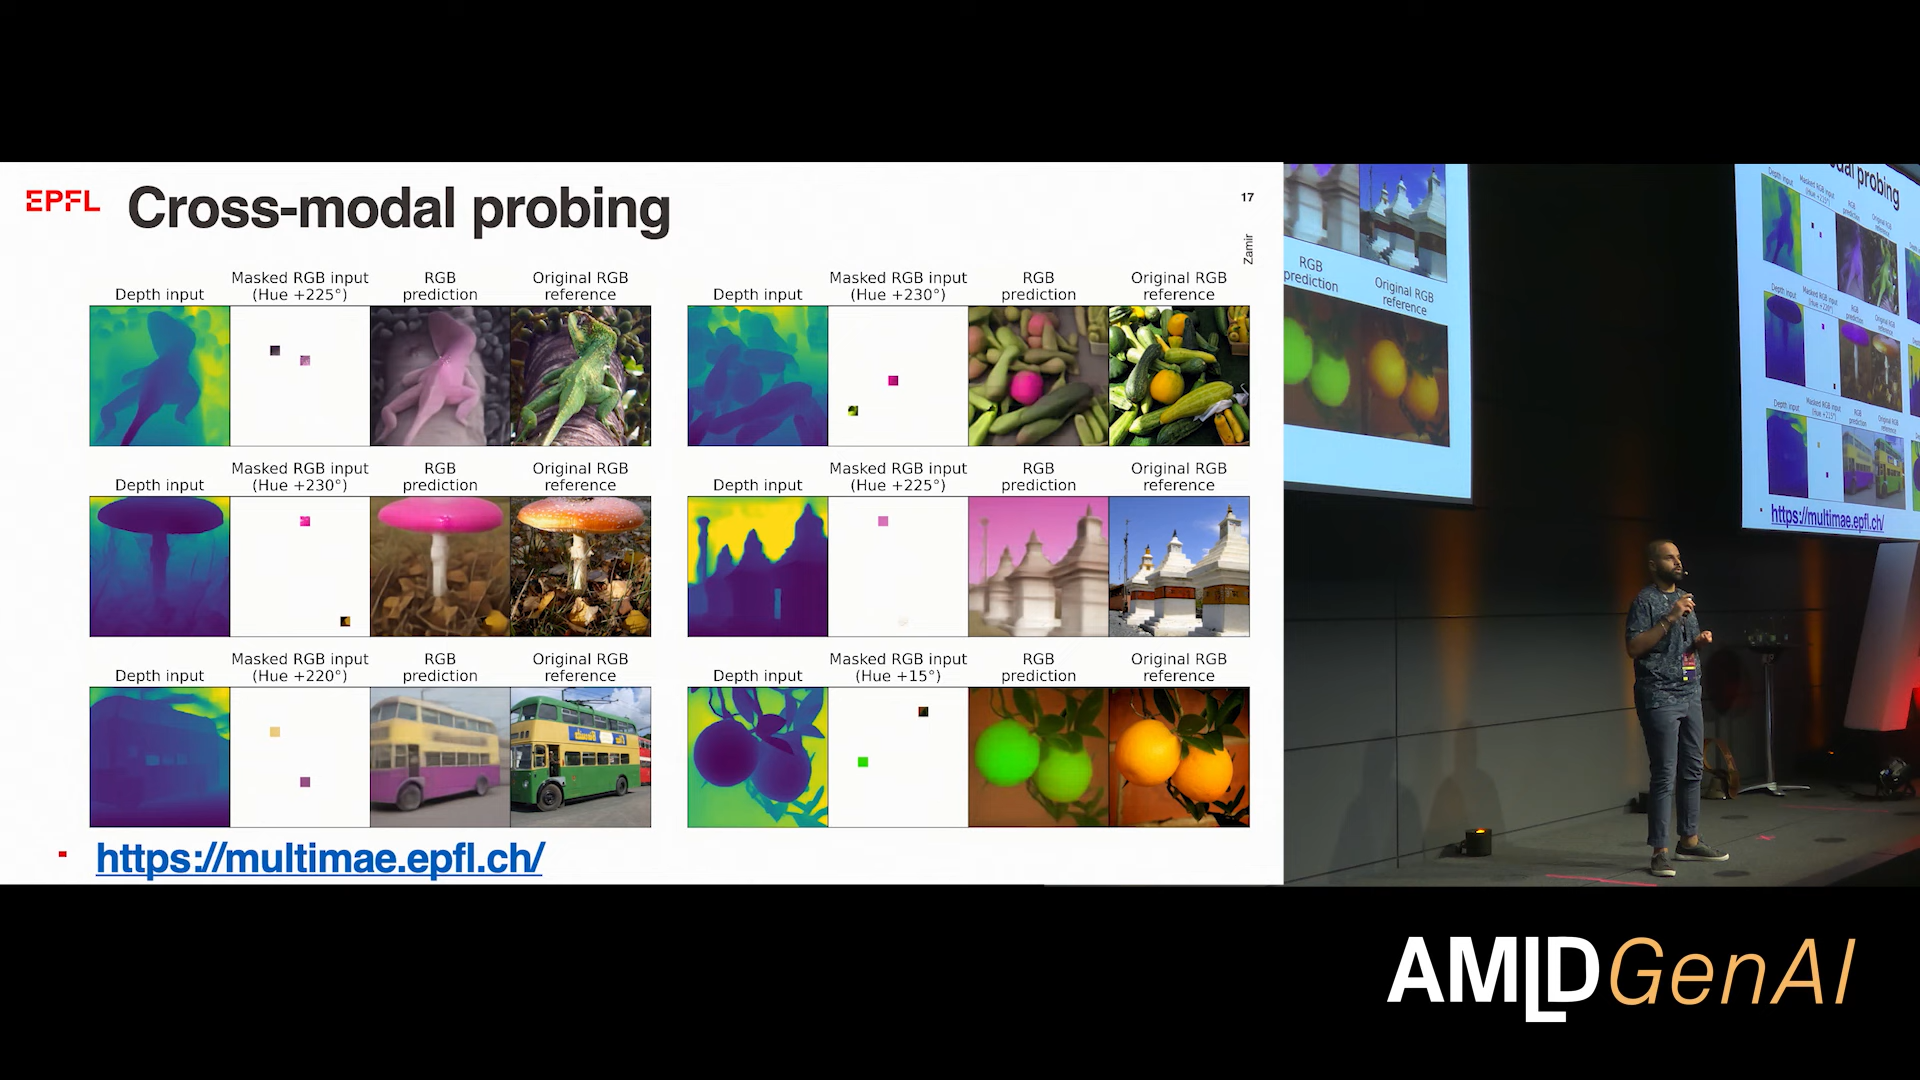 EPFL
Cross-modal probing
17
Zamir
Depth input
Masked RGB input
(Hue +225°)
RGB
prediction
Original RGB
reference
Depth input
Masked RGB input
(Hue +230°)
RGB
prediction
Original RGB
reference
Depth input
Masked RGB input
(Hue +230°)
RGB
prediction
Original RGB
reference
Depth input
Masked RGB input
(Hue +225°)
RGB
prediction
Original RGB
reference
Depth input
Masked RGB input
(Hue +220°)
RGB
prediction
Original RGB
reference
Depth input
Masked RGB input
(Hue +15°)
RGB
prediction
Original RGB
reference
https://multimae.epfl.ch/
RGB
prediction
Original RGB
reference
probing
Depth input
https://multimae.epfl.ch/
AMLD GenAI